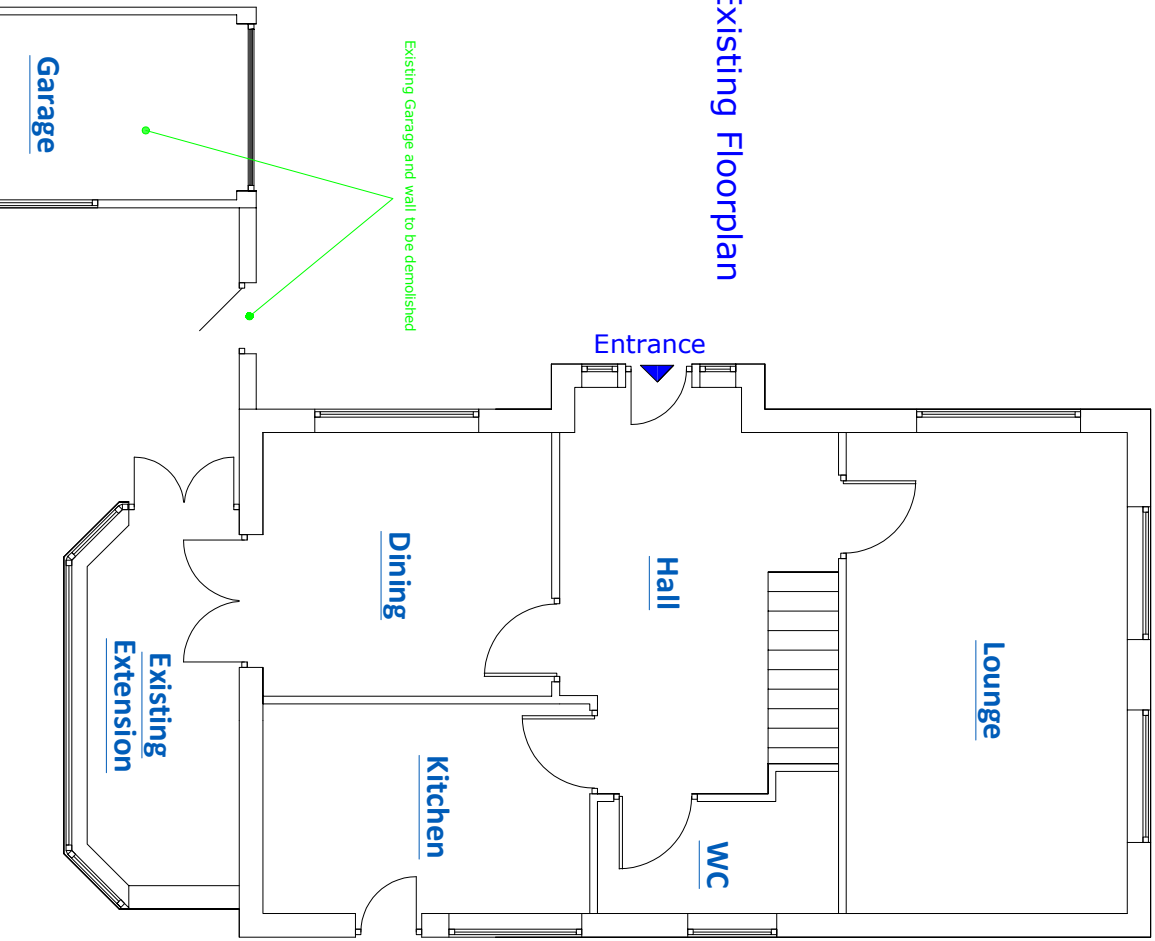 Existing Floorplan
Existing Garage and wall to be demolished
Garage
Entrance
Dining
Hall
Lounge
Existing
Extension
Kitchen
WC